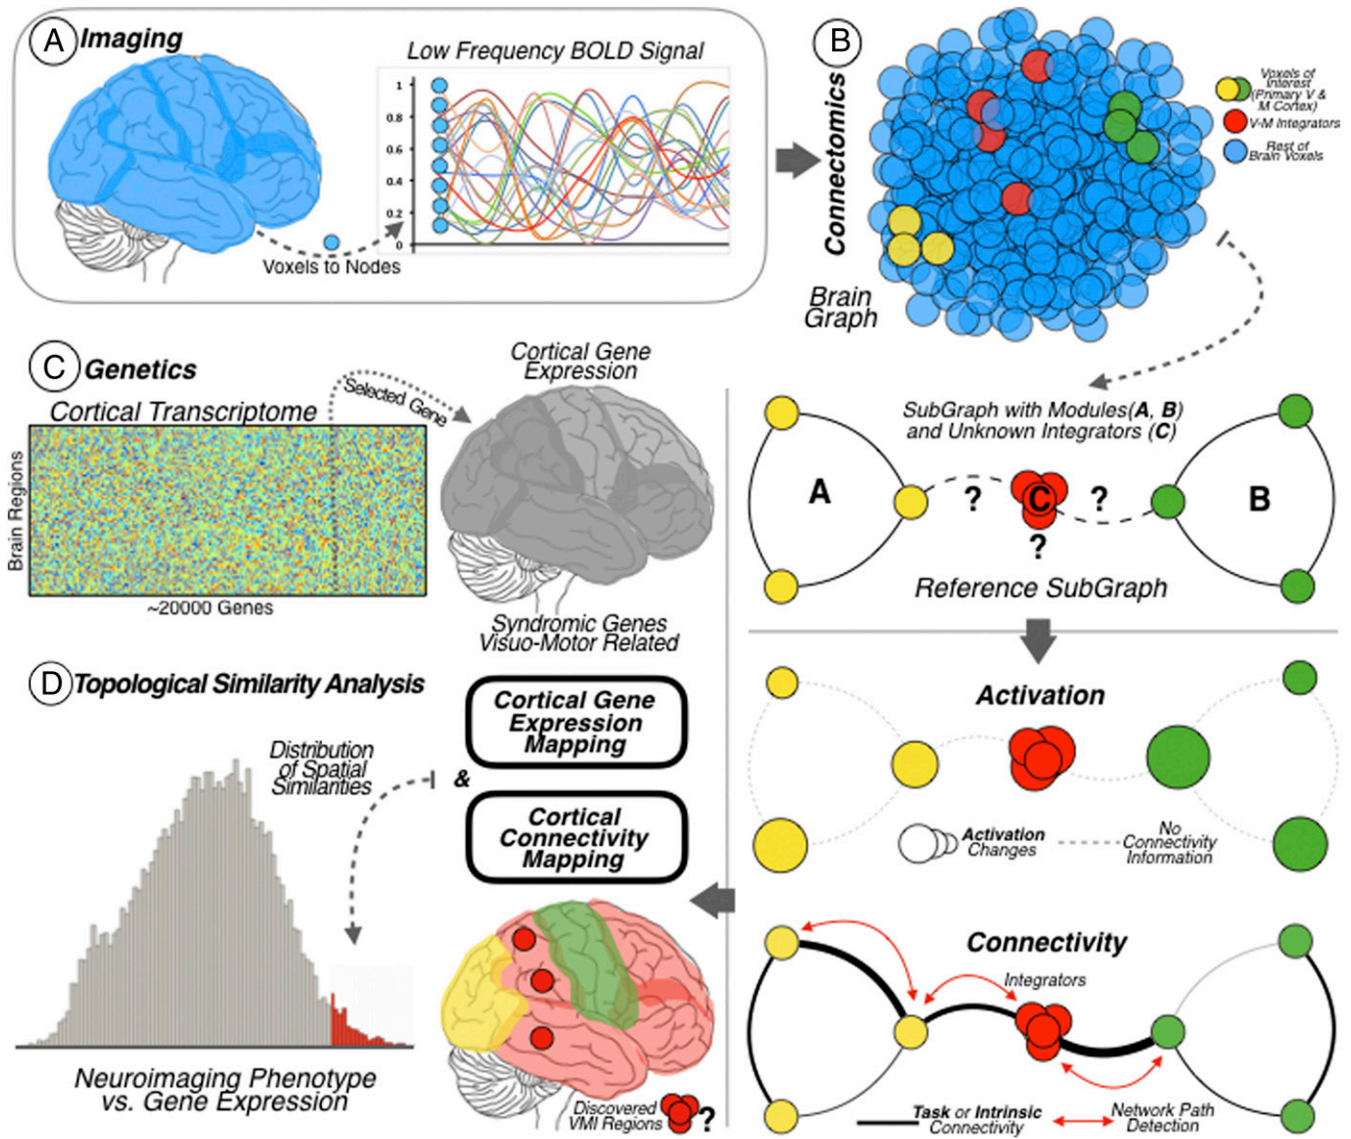 A Imaging
Low Frequency BOLD Signal
1
0.8
0.6
0.4
0.2
0
Voxels to Nodes
B
Connectomics
Brain
Graph
Voxels of
Interest
(Primary V &
M Cortex)
V-M Integrators
Rest of
Brain Voxels
C Genetics
Cortical Transcriptome
Brain Regions
~20000 Genes
Selected Gene
Cortical Gene
Expression
Syndromic Genes
Visuo-Motor Related
SubGraph with Modules(A, B)
and Unknown Integrators (C)
A
?
C
?
B
?
Reference SubGraph
Activation
Activation
Changes
No
Connectivity
Information
Connectivity
Integrators
Task or Intrinsic
Connectivity
Network Path
Detection
D Topological Similarity Analysis
Distribution
of Spatial
Similarities
Cortical Gene
Expression
Mapping
&
Cortical
Connectivity
Mapping
Neuroimaging Phenotype
vs. Gene Expression
Discovered
VMI Regions
?